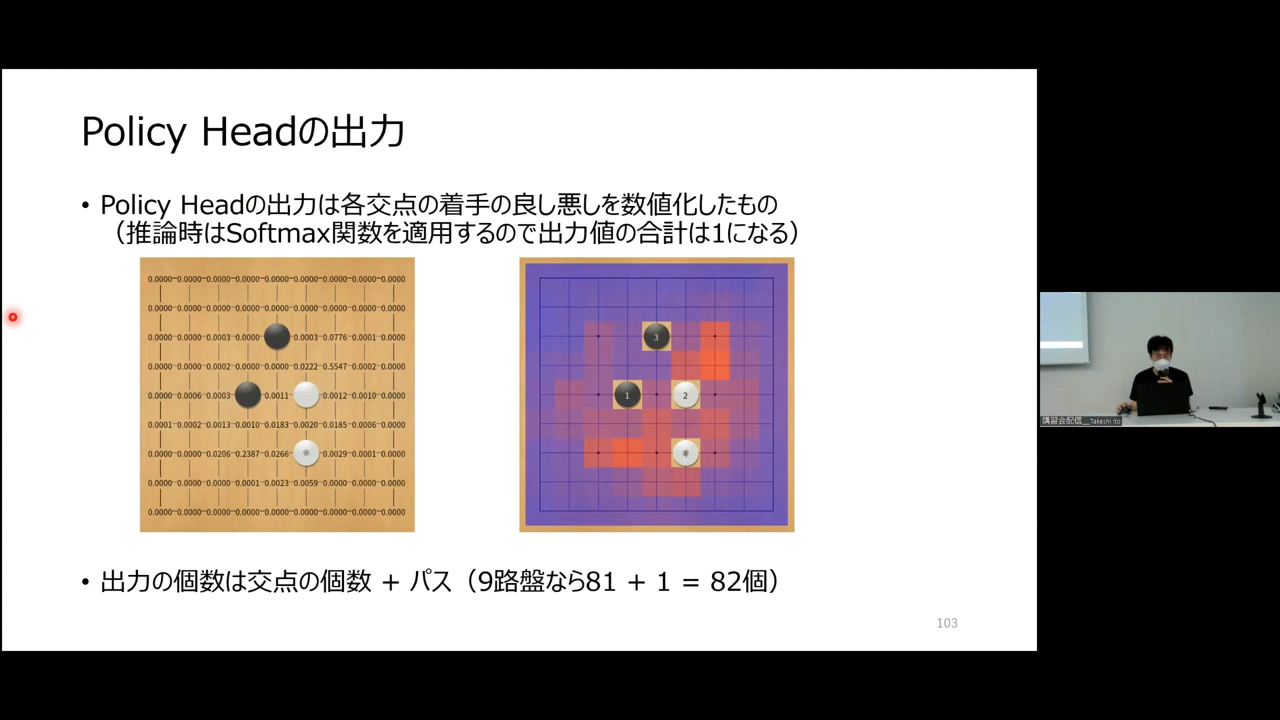 Policy Headの出力
• Policy Headの出力は各交点の着手の良し悪しを数値化したもの
（推論時はSoftmax関数を適用するので出力値の合計は1になる）
0.0000 0.0000 0.0000 0.0000 0.0000 0.0000 0.0000 0.0000 0.0000
0.0000 0.0000 0.0000 0.0000 0.0000 0.0000 0.0000 0.0000 0.0000
0.0000 0.0000 0.0003 0.0000 0.0003 0.0776 0.0001 0.0000
0.0000 0.0000 0.0002 0.0000 0.0000 0.0222 0.5547 0.0002 0.0000
0.0000 0.0006 0.0003 0.0011 0.0012 0.0010 0.0000
0.0001 0.0002 0.0013 0.0010 0.0183 0.0020 0.0185 0.0006 0.0000
0.0000 0.0000 0.0206 0.2387 0.0266 0.0029 0.0001 0.0000
0.0000 0.0000 0.0000 0.0001 0.0023 0.0059 0.0000 0.0000 0.0000
0.0000 0.0000 0.0000 0.0000 0.0000 0.0000 0.0000 0.0000 0.0000
3
1 2
4
• 出力の個数は交点の個数 + パス（9路盤なら81 + 1 = 82個）
103
講習会配信__Takeshi Ito